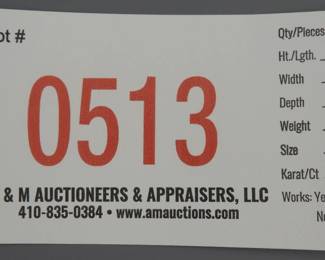 ot #
0513
& M AUCTIONEERS & APPRAISERS, LLC
410-835-0384 • www.amauctions.com
Qty/Pieces
Ht./Lgth.
Width
Depth
Weight
Size
Karat/Ct
Works: Ye
No